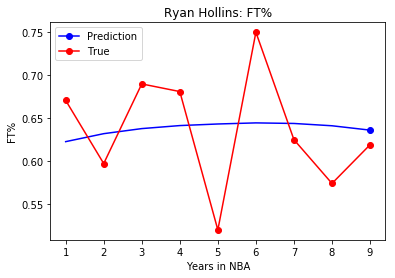 Ryan Hollins: FT%
Prediction
True
FT%
0.75
0.70
0.65
0.60
0.55
1 2 3 4 5 6 7 8 9
Years in NBA